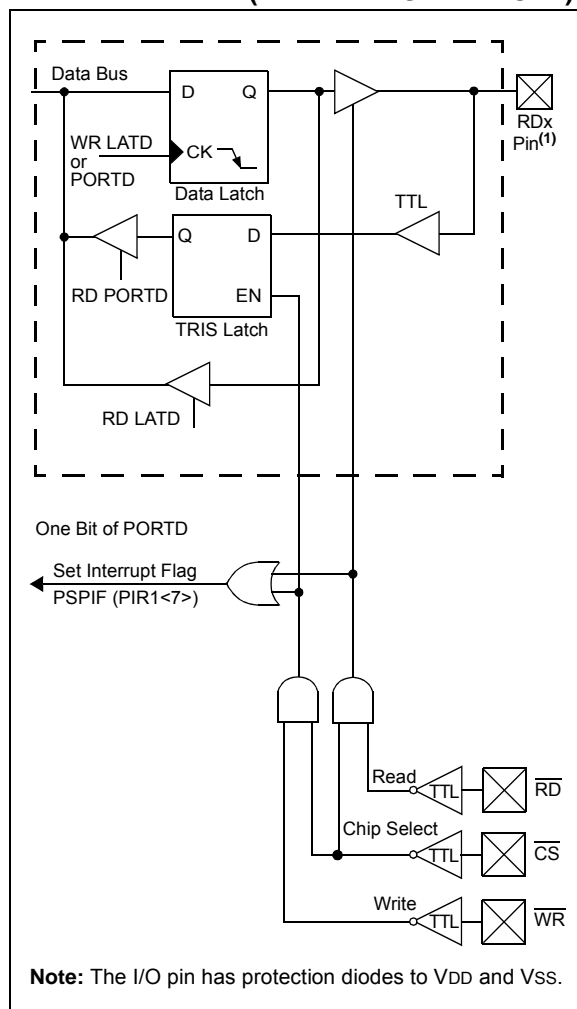 Data Bus
D Q
RDx
Pin(1)
WR LATD
or
PORTD
CK
Data Latch
TTL
Q D
RD PORTD
EN
TRIS Latch
RD LATD
One Bit of PORTD
Set Interrupt Flag
PSPIF (PIR1<7>)
Read
TTL
RD
Chip Select
TTL
CS
Write
TTL
WR
Note: The I/O pin has protection diodes to VDD and VSS.